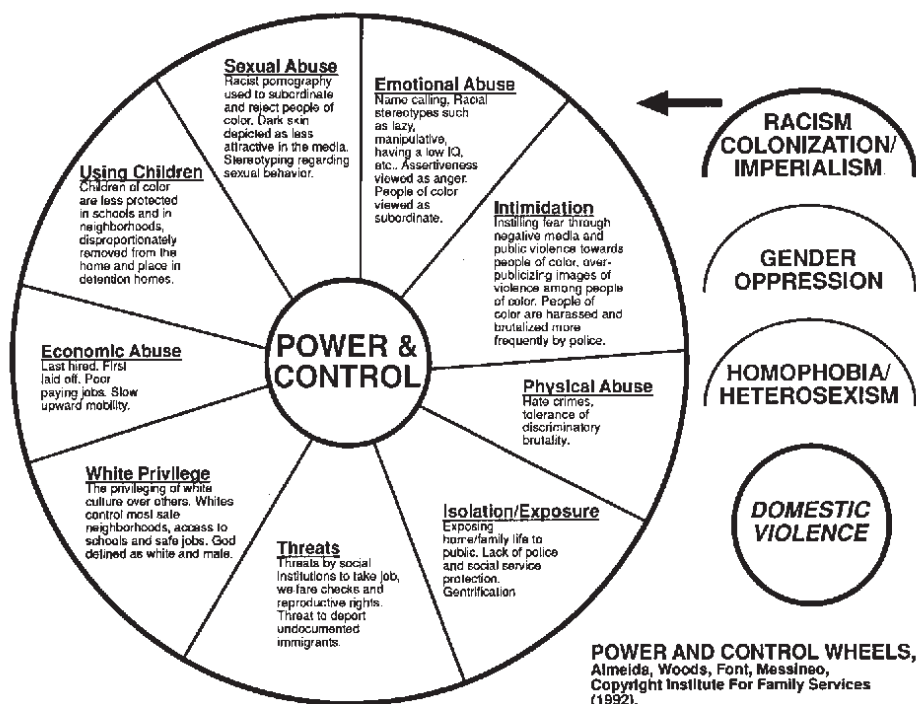 Sexual Abuse
Racist pornography
used to subordinate
and reject people of
color. Dark skin
depicted as less
attractive in the media.
Stereotyping regarding
sexual behavior.
Emotional Abuse
Name calling, Racial
stereotypes such
as lazy,
manipulative,
having a low IQ,
etc.. Assertiveness
viewed as anger.
People of color
viewed as
subordinate.
Intimidation
Instilling fear through
negative media and
public violence towards
people of color, over-
publicizing images of
violence among people
of color. People of
color are harassed and
brutalized more
frequently by police.
Physical Abuse
Hate crimes,
tolerance of
discriminatory
brutality.
Isolation/Exposure
Exposing
home/family life to
public. Lack of police
and social service
protection.
Gentrification
Threats
Threats by social
institutions to take job,
welfare checks and
reproductive rights.
Threat to deport
undocumented
immigrants.
White Privilege
The privileging of white
culture over others. Whites
control most safe
neighborhoods, access to
schools and safe jobs. God
defined as white and male.
Economic Abuse
Last hired. First
laid off. Poor
paying jobs. Slow
upward mobility.
Using Children
Children of color
are less protected
in schools and in
neighborhoods,
disproportionately
removed from the
home and place in
detention homes.
POWER &
CONTROL
RACISM
COLONIZATION/
IMPERIALISM
GENDER
OPPRESSION
HOMOPHOBIA/
HETEROSEXISM
DOMESTIC
VIOLENCE
POWER AND CONTROL WHEELS,
Almeida, Woods, Font, Messineo,
Copyright Institute For Family Services
(1992).